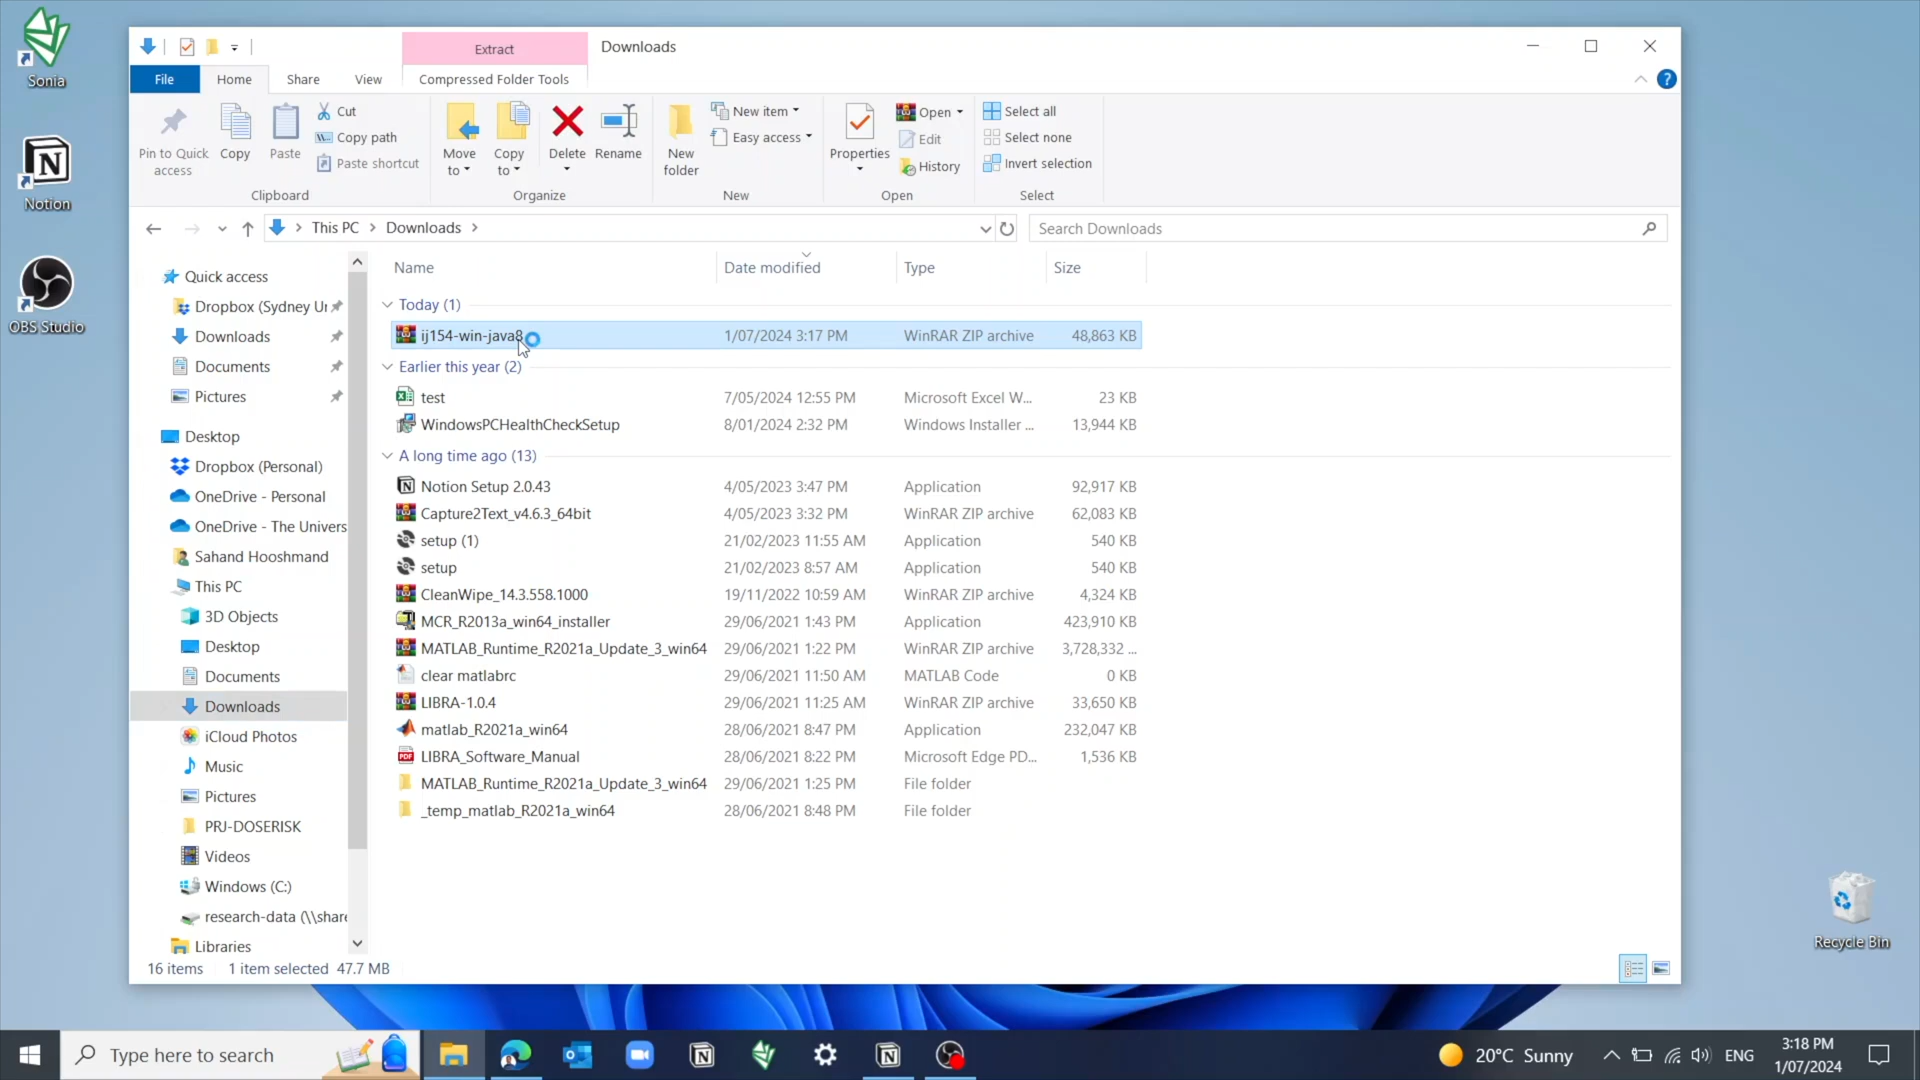 Sonia
Notion
OBS Studio
Extract
Downloads
File
Home
Share
View
Compressed Folder Tools
Pin to Quick access
Copy
Paste
Cut
Copy path
Paste shortcut
Clipboard
Move to
Copy to
Delete
Rename
Organize
New folder
New item
Easy access
New
Properties
Open
Edit
History
Open
Select all
Select none
Invert selection
Select
This PC > Downloads >
Search Downloads
Quick access
Dropbox (Sydney Ur
Downloads
Documents
Pictures
Desktop
Dropbox (Personal)
OneDrive - Personal
OneDrive - The Univers
Sahand Hooshmand
This PC
3D Objects
Desktop
Documents
Downloads
iCloud Photos
Music
Pictures
PRJ-DOSERISK
Videos
Windows (C:)
research-data (\\share
Libraries
Name Date modified Type Size
Today (1)
ij154-win-java8 1/07/2024 3:17 PM WinRAR ZIP archive 48,863 KB
Earlier this year (2)
test 7/05/2024 12:55 PM Microsoft Excel W... 23 KB
WindowsPCHealthCheckSetup 8/01/2024 2:32 PM Windows Installer ... 13,944 KB
A long time ago (13)
Notion Setup 2.0.43 4/05/2023 3:47 PM Application 92,917 KB
Capture2Text_v4.6.3_64bit 4/05/2023 3:32 PM WinRAR ZIP archive 62,083 KB
setup (1) 21/02/2023 11:55 AM Application 540 KB
setup 21/02/2023 8:57 AM Application 540 KB
CleanWipe_14.3.558.1000 19/11/2022 10:59 AM WinRAR ZIP archive 4,324 KB
MCR_R2013a_win64_installer 29/06/2021 1:43 PM Application 423,910 KB
MATLAB_Runtime_R2021a_Update_3_win64 29/06/2021 1:22 PM WinRAR ZIP archive 3,728,332 ...
clear matlabrc 29/06/2021 11:50 AM MATLAB Code 0 KB
LIBRA-1.0.4 29/06/2021 11:25 AM WinRAR ZIP archive 33,650 KB
matlab_R2021a_win64 28/06/2021 8:47 PM Application 232,047 KB
LIBRA_Software_Manual 28/06/2021 8:22 PM Microsoft Edge PD... 1,536 KB
MATLAB_Runtime_R2021a_Update_3_win64 29/06/2021 1:25 PM File folder
_temp_matlab_R2021a_win64 28/06/2021 8:48 PM File folder
16 items 1 item selected 47.7 MB
Recycle Bin
Type here to search
20°C Sunny
ENG
3:18 PM
1/07/2024